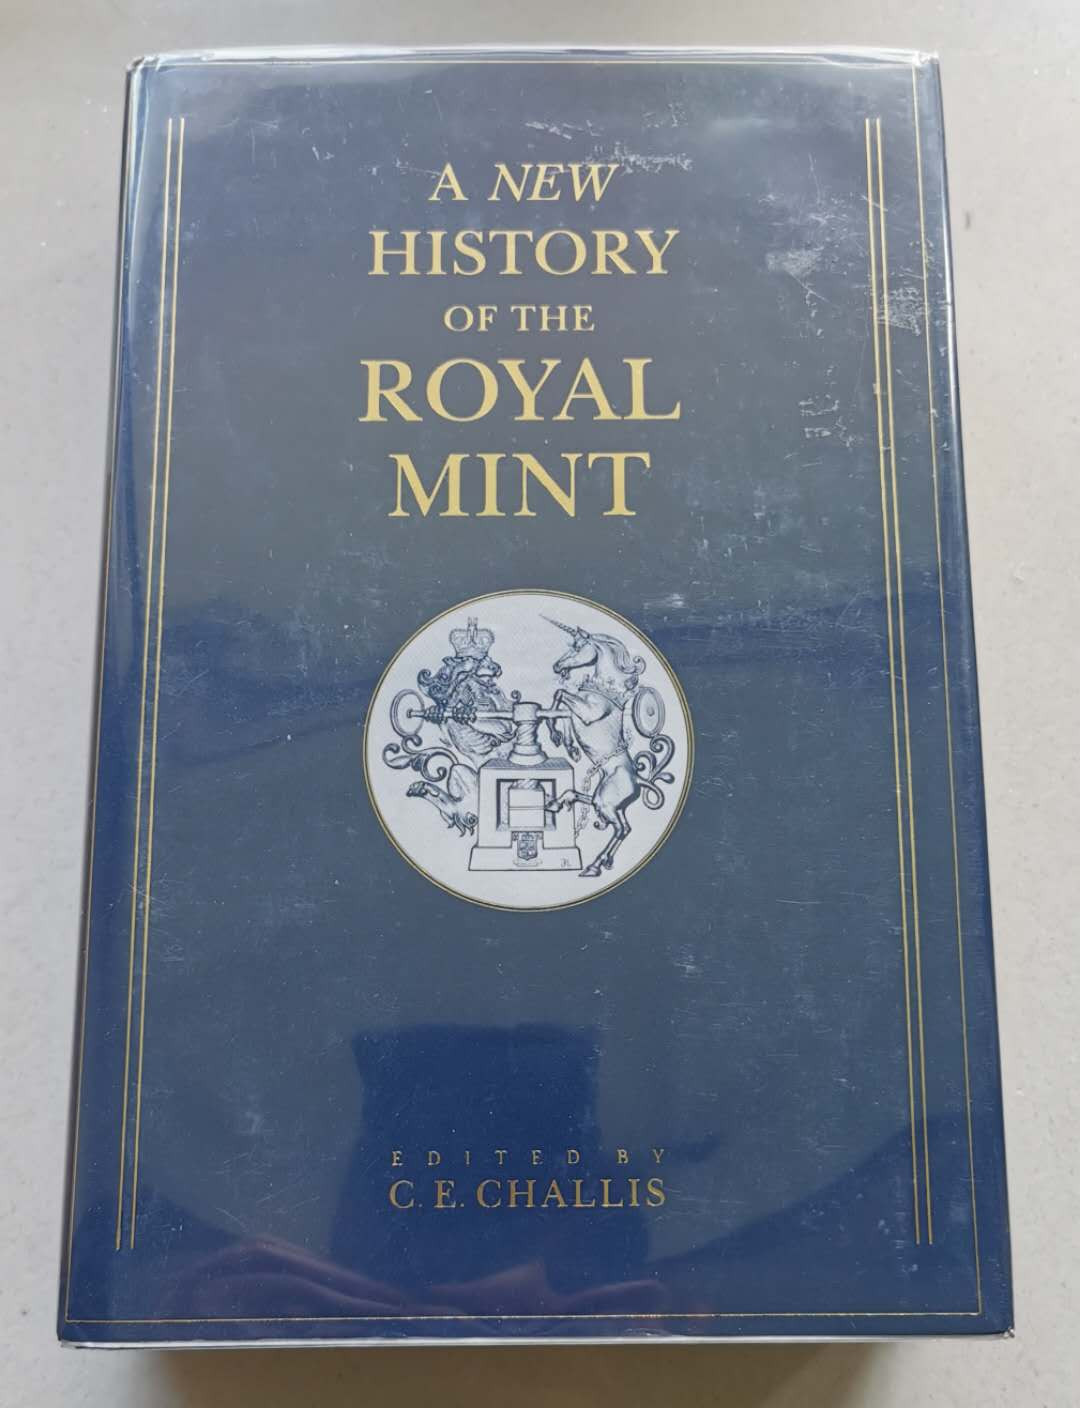 A NEW
HISTORY
OF THE
ROYAL
MINT
EDITED BY
C. E. CHALLIS